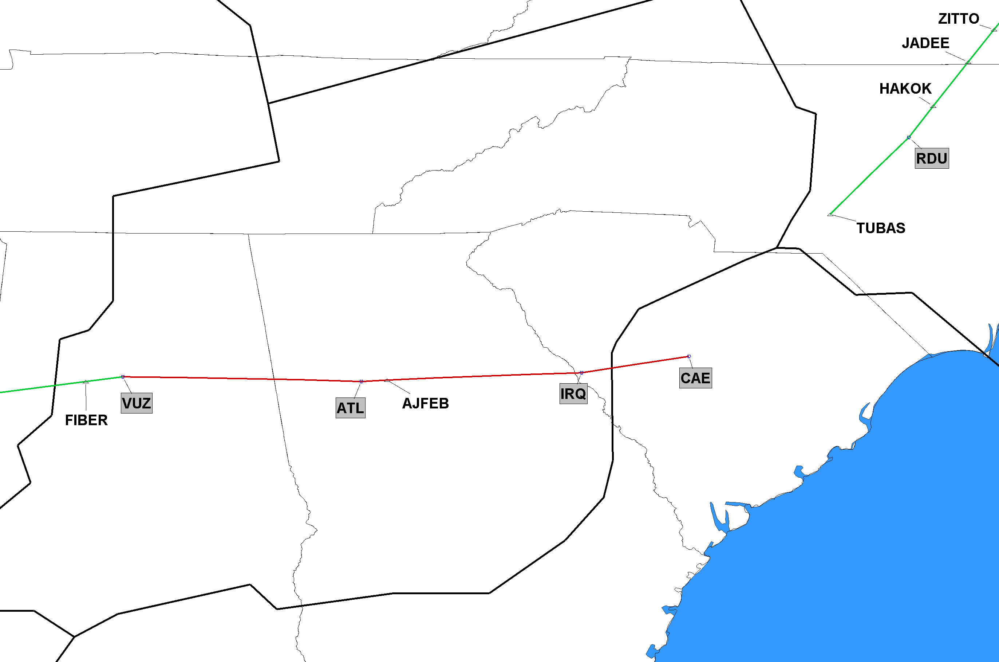 ZITTO
JADEE
HAKOK
RDU
TUBAS
CAE
IRQ
VUZ
ATL
AJFEB
FIBER